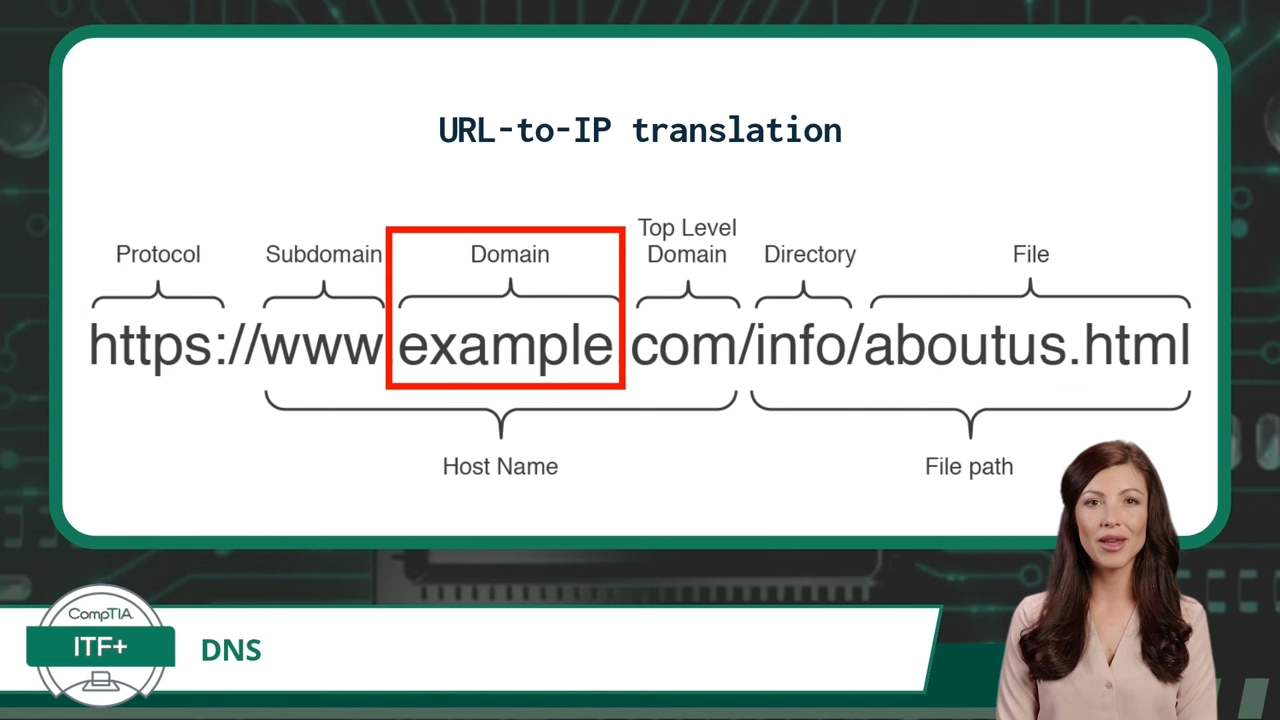 URL-to-IP translation
Top Level
Protocol Subdomain Domain Domain Directory File
https://www example com/info/aboutus.html
Host Name File path
CompTIA.
ITF+ DNS